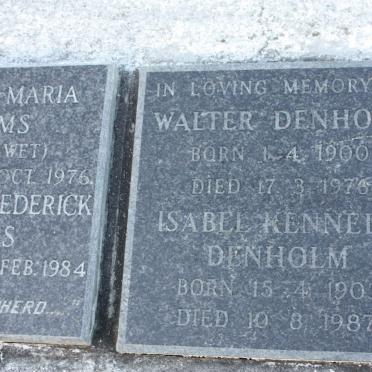 MARIA
MS
WET)
OCT. 1976
EDERICK
S
FEB. 1984
HERD....."
IN LOVING MEMORY
WALTER DENHO
BORN 1-4-1900
DIED 17-3-1976
ISABEL KENNED
DENHOLM
BORN 15-4-190
DIED 10-8-1987